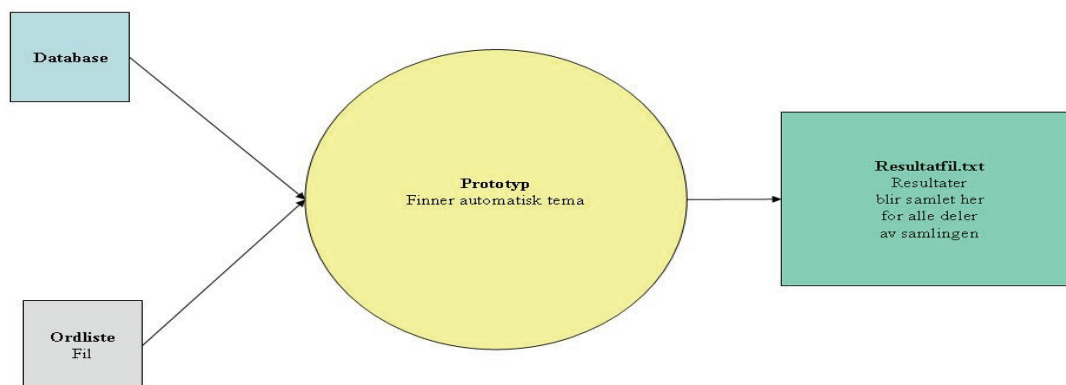 Database
Prototyp
Finner automatisk tema
Resultatfil.txt
Resultater
blir samlet her
for alle deler
av samlingen
Ordliste
Fil